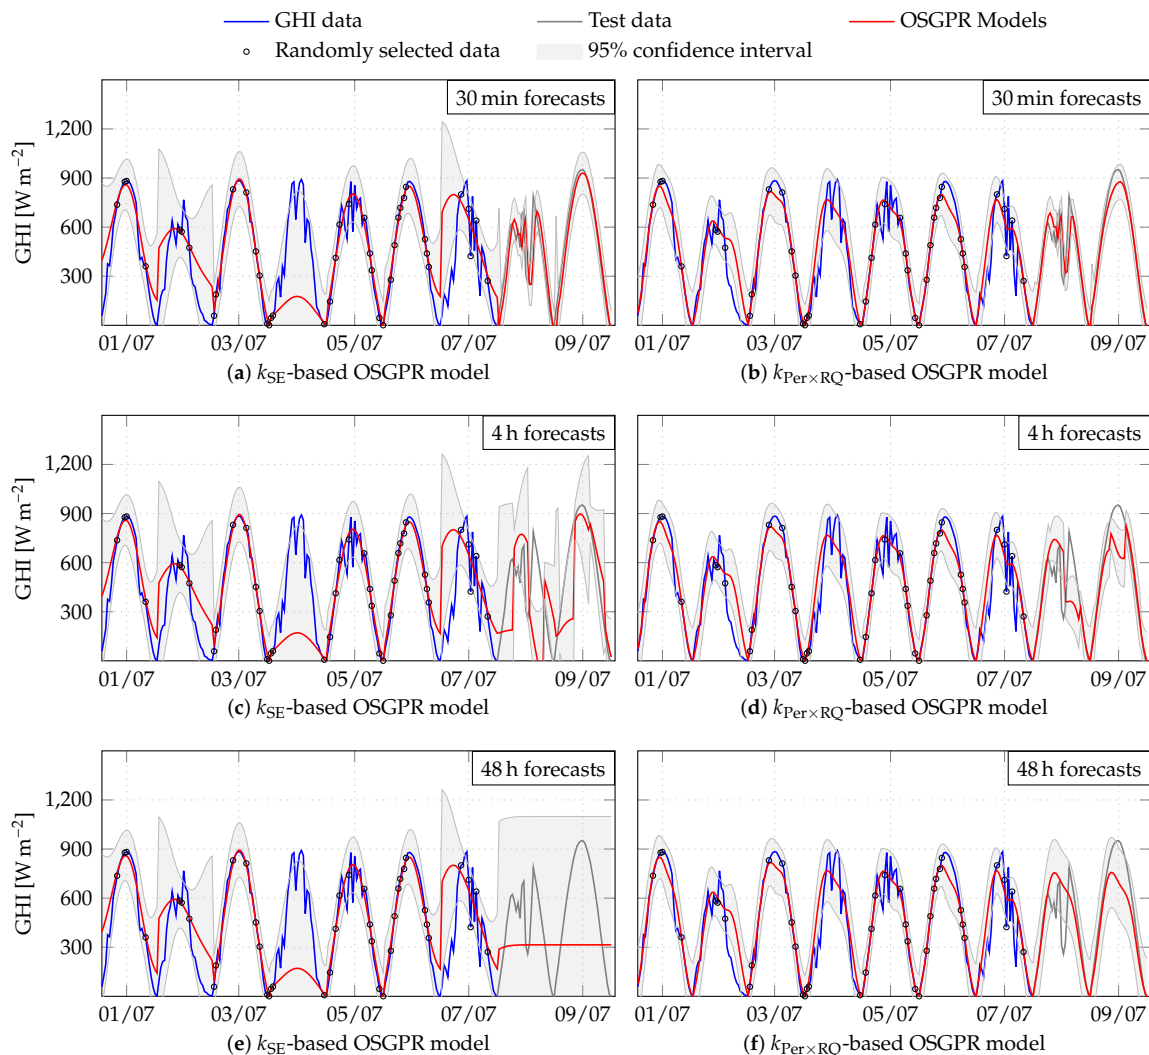 GHI data Test data OSGPR Models
Randomly selected data 95% confidence interval
30 min forecasts 30 min forecasts
1,200
900
600
300
GHI [W m−2]
01/07 03/07 05/07 07/07 09/07 01/07 03/07 05/07 07/07 09/07
(a) kSE-based OSGPR model (b) kPer×RQ-based OSGPR model
4 h forecasts 4 h forecasts
1,200
900
600
300
GHI [W m−2]
01/07 03/07 05/07 07/07 09/07 01/07 03/07 05/07 07/07 09/07
(c) kSE-based OSGPR model (d) kPer×RQ-based OSGPR model
48 h forecasts 48 h forecasts
1,200
900
600
300
GHI [W m−2]
01/07 03/07 05/07 07/07 09/07 01/07 03/07 05/07 07/07 09/07
(e) kSE-based OSGPR model (f) kPer×RQ-based OSGPR model